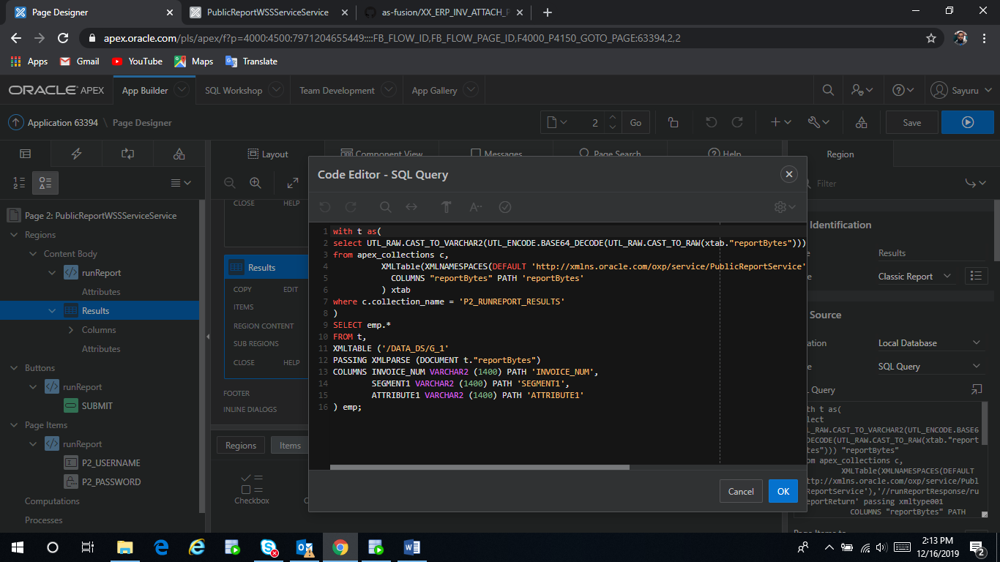 Page Designer
PublicReportWSSServiceService
as-fusion/XX_ERP_INV_ATTACH_
apex.oracle.com/pls/apex/f?p=4000:4500:7971204655449::::FB_FLOW_ID,FB_FLOW_PAGE_ID,F4000_P4150_GOTO_PAGE:63394,2,2
Apps Gmail YouTube Maps Translate
ORACLE APEX App Builder SQL Workshop Team Development App Gallery Sayuru
Application 63394 \ Page Designer 2 Go Save
Layout Component View Messages Page Search Help Region
Code Editor - SQL Query
Filter
CLOSE HELP
Page 2: PublicReportWSSServiceService
Regions
Content Body
runReport
Attributes
Results
Columns
Attributes
Buttons
runReport
SUBMIT
Page Items
runReport
P2_USERNAME
P2_PASSWORD
Computations
Processes
Results
COPY EDIT
ITEMS
REGION CONTENT
SUB REGIONS
CLOSE HELP
FOOTER
INLINE DIALOGS
Regions Items
Checkbox
1 with t as(
2 select UTL_RAW.CAST_TO_VARCHAR2(UTL_ENCODE.BASE64_DECODE(UTL_RAW.CAST_TO_RAW(xtab."reportBytes")))
3 from apex_collections c,
4 XMLTable(XMLNAMESPACES(DEFAULT 'http://xmlns.oracle.com/oxp/service/PublicReportService'
5 COLUMNS "reportBytes" PATH 'reportBytes'
6 ) xtab
7 where c.collection_name = 'P2_RUNREPORT_RESULTS'
8 )
9 SELECT emp.*
10 FROM t,
11 XMLTABLE ('/DATA_DS/G_1'
12 PASSING XMLPARSE (DOCUMENT t."reportBytes")
13 COLUMNS INVOICE_NUM VARCHAR2 (1400) PATH 'INVOICE_NUM',
14 SEGMENT1 VARCHAR2 (1400) PATH 'SEGMENT1',
15 ATTRIBUTE1 VARCHAR2 (1400) PATH 'ATTRIBUTE1'
16 ) emp;
Cancel OK
Identification
Results
Classic Report
Source
Local Database
SQL Query
Query
th t as(
lect
L_RAW.CAST_TO_VARCHAR2(UTL_ENCODE.BASE6
DECODE(UTL_RAW.CAST_TO_RAW(xtab."report
tes"))) "reportBytes"
om apex_collections c,
XMLTable(XMLNAMESPACES(DEFAULT
ttp://xmlns.oracle.com/oxp/service/Publ
ReportService'),'//runReportResponse/ru
eportReturn' passing xmltype001
COLUMNS "reportBytes" PATH
2:13 PM
12/16/2019
2